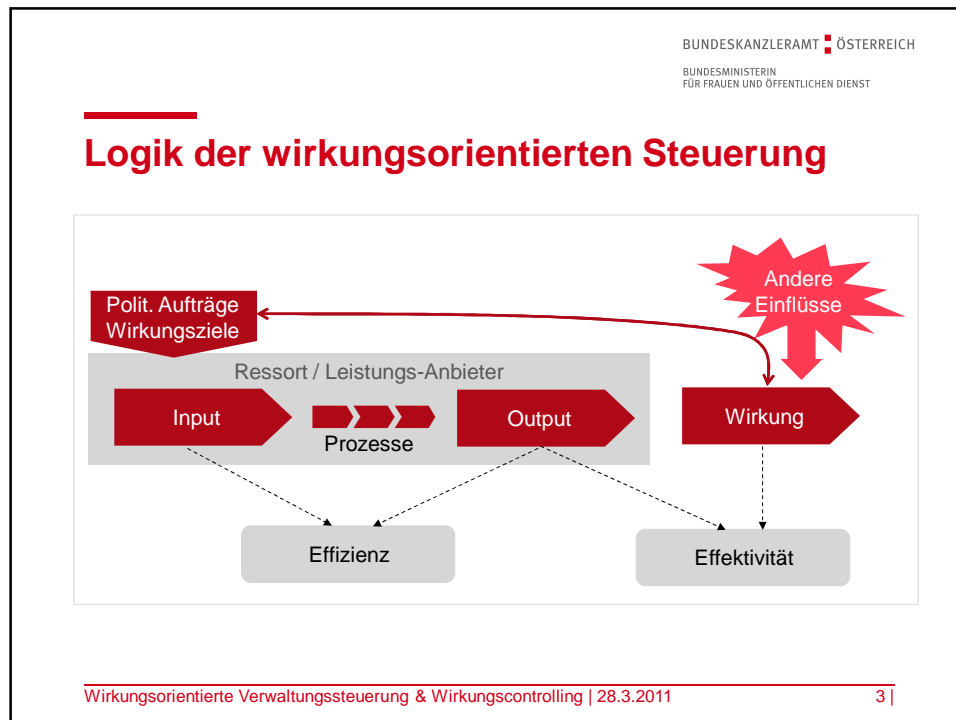 BUNDESKANZLERAMT ÖSTERREICH
BUNDESMINISTERIN
FÜR FRAUEN UND ÖFFENTLICHEN DIENST
Logik der wirkungsorientierten Steuerung
Polit. Aufträge
Wirkungsziele
Andere
Einflüsse
Ressort / Leistungs-Anbieter
Input
Prozesse
Output
Wirkung
Effizienz
Effektivität
Wirkungsorientierte Verwaltungssteuerung & Wirkungscontrolling | 28.3.2011
3 |